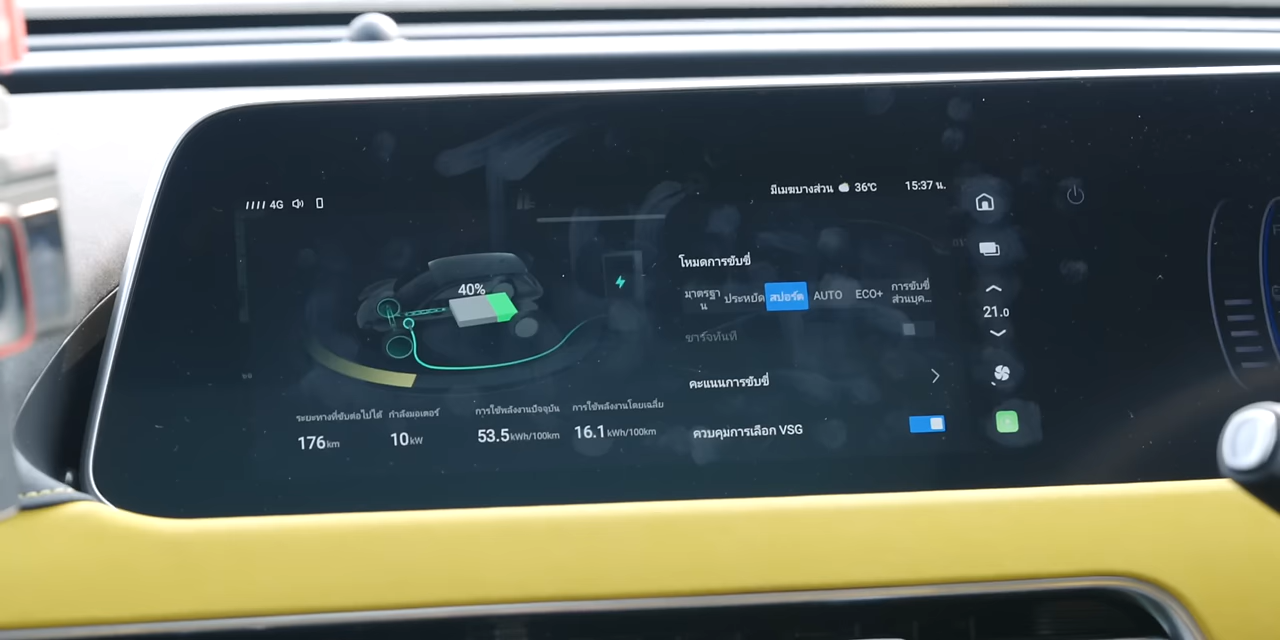 4G
มีเมฆบางส่วน 36℃ 15:37 น.
40%
โหมดการขับขี่
มาตรฐาน ประหยัด สปอร์ต AUTO ECO+ การขับขี่ส่วนบุค...
21.0
ชาร์จทันที
คะแนนการขับขี่
ระยะทางที่ขับต่อไปได้ กำลังมอเตอร์ การใช้พลังงานปัจจุบัน การใช้พลังงานโดยเฉลี่ย
176km 10kW 53.5kWh/100km 16.1kWh/100km
ควบคุมการเลือก VSG